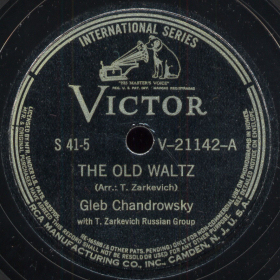 INTERNATIONAL SERIES
"HIS MASTER'S VOICE"
VICTOR
S 41-5
V-21142-A
THE OLD WALTZ
(Arr.: T. Zarkevich)
Gleb Chandrowsky
with T. Zarkevich Russian Group
RCA MANUFACTURING CO., INC., CAMDEN, N. J., U. S. A.